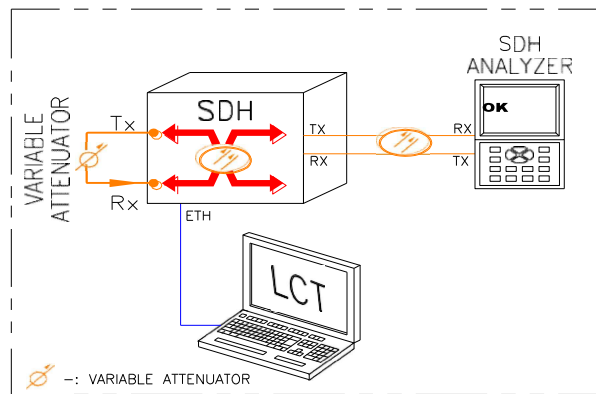 SDH
ANALYZER
VARIABLE
ATTENUATOR
Tx
SDH
TX
RX
OK
RX
TX
Rx
ETH
LCT
-: VARIABLE ATTENUATOR